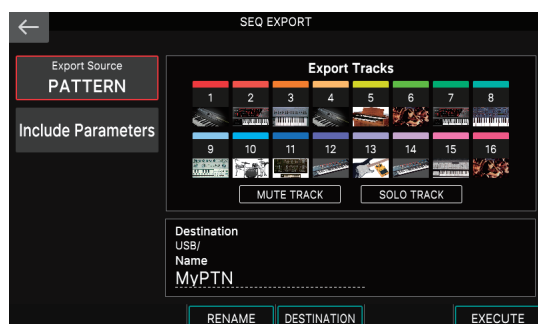 SEQ EXPORT
Export Source
PATTERN
Include Parameters
Export Tracks
1 2 3 4 5 6 7 8
9 10 11 12 13 14 15 16
MUTE TRACK SOLO TRACK
Destination
USB/
Name
MyPTN
RENAME DESTINATION EXECUTE